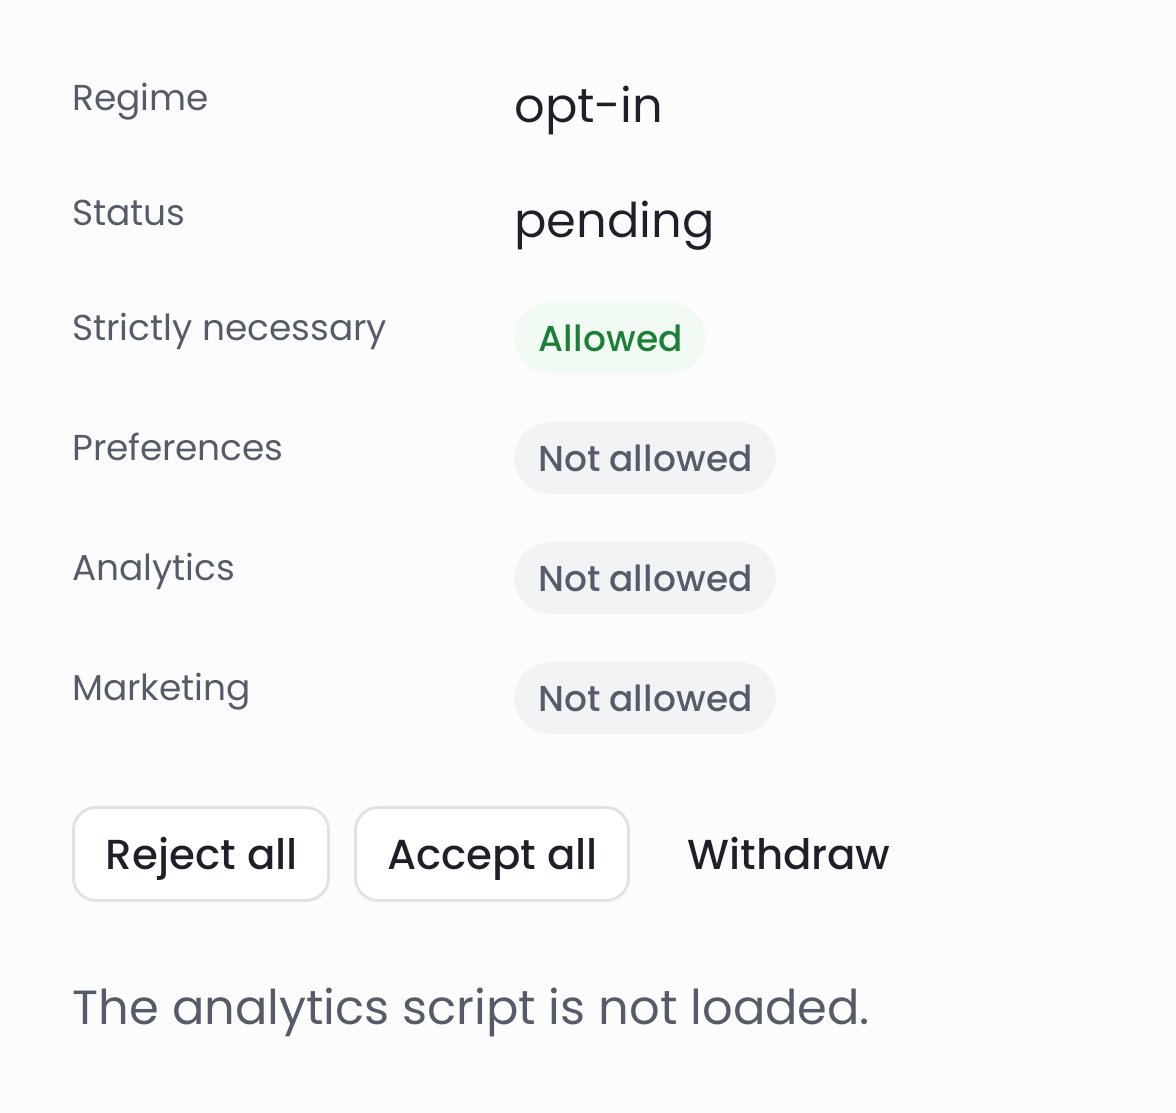 Regime opt-in
Status pending
Strictly necessary Allowed
Preferences Not allowed
Analytics Not allowed
Marketing Not allowed
Reject all Accept all Withdraw
The analytics script is not loaded.